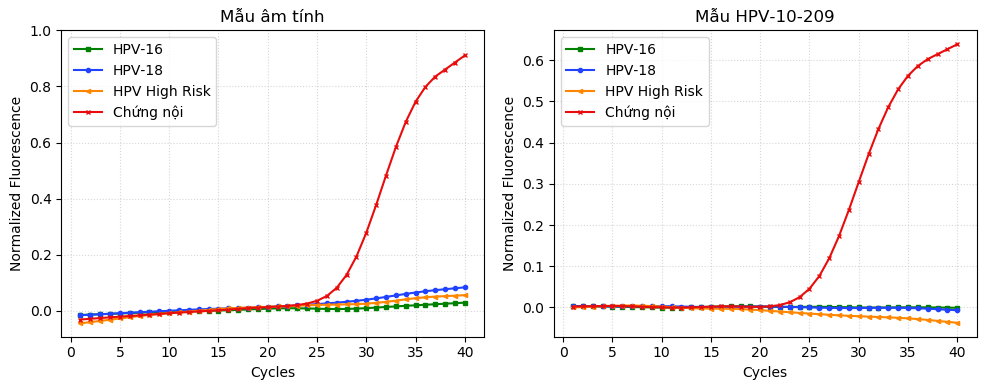 Mẫu âm tính
Normalized Fluorescence
1.0
0.8
0.6
0.4
0.2
0.0
HPV-16
HPV-18
HPV High Risk
Chứng nội
0 5 10 15 20 25 30 35 40
Cycles
Mẫu HPV-10-209
Normalized Fluorescence
0.6
0.5
0.4
0.3
0.2
0.1
0.0
HPV-16
HPV-18
HPV High Risk
Chứng nội
0 5 10 15 20 25 30 35 40
Cycles